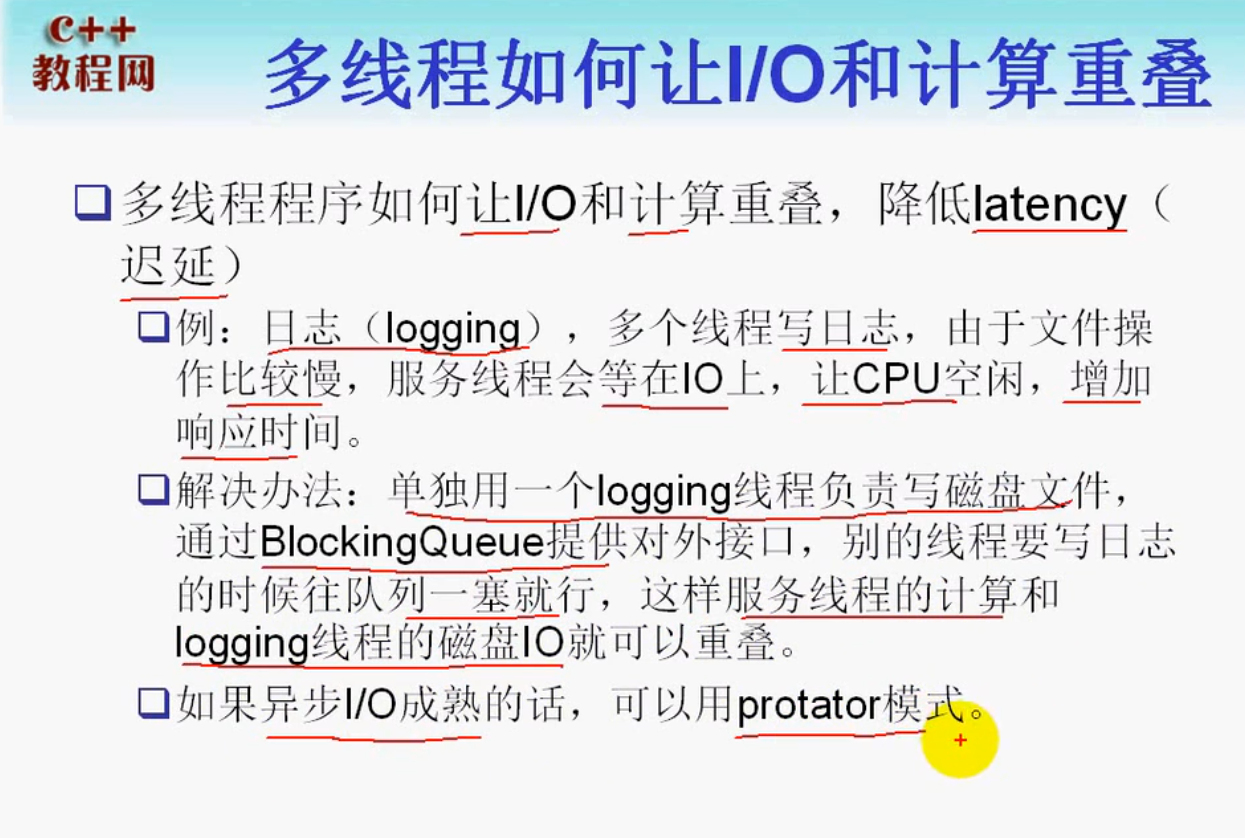 C++
教程网
多线程如何让I/O和计算重叠
多线程程序如何让I/O和计算重叠，降低latency（
迟延）
例：日志（logging），多个线程写日志，由于文件操
作比较慢，服务线程会等在IO上，让CPU空闲，增加
响应时间。
解决办法：单独用一个logging线程负责写磁盘文件，
通过BlockingQueue提供对外接口，别的线程要写日志
的时候往队列一塞就行，这样服务线程的计算和
logging线程的磁盘IO就可以重叠。
如果异步I/O成熟的话，可以用protator模式。